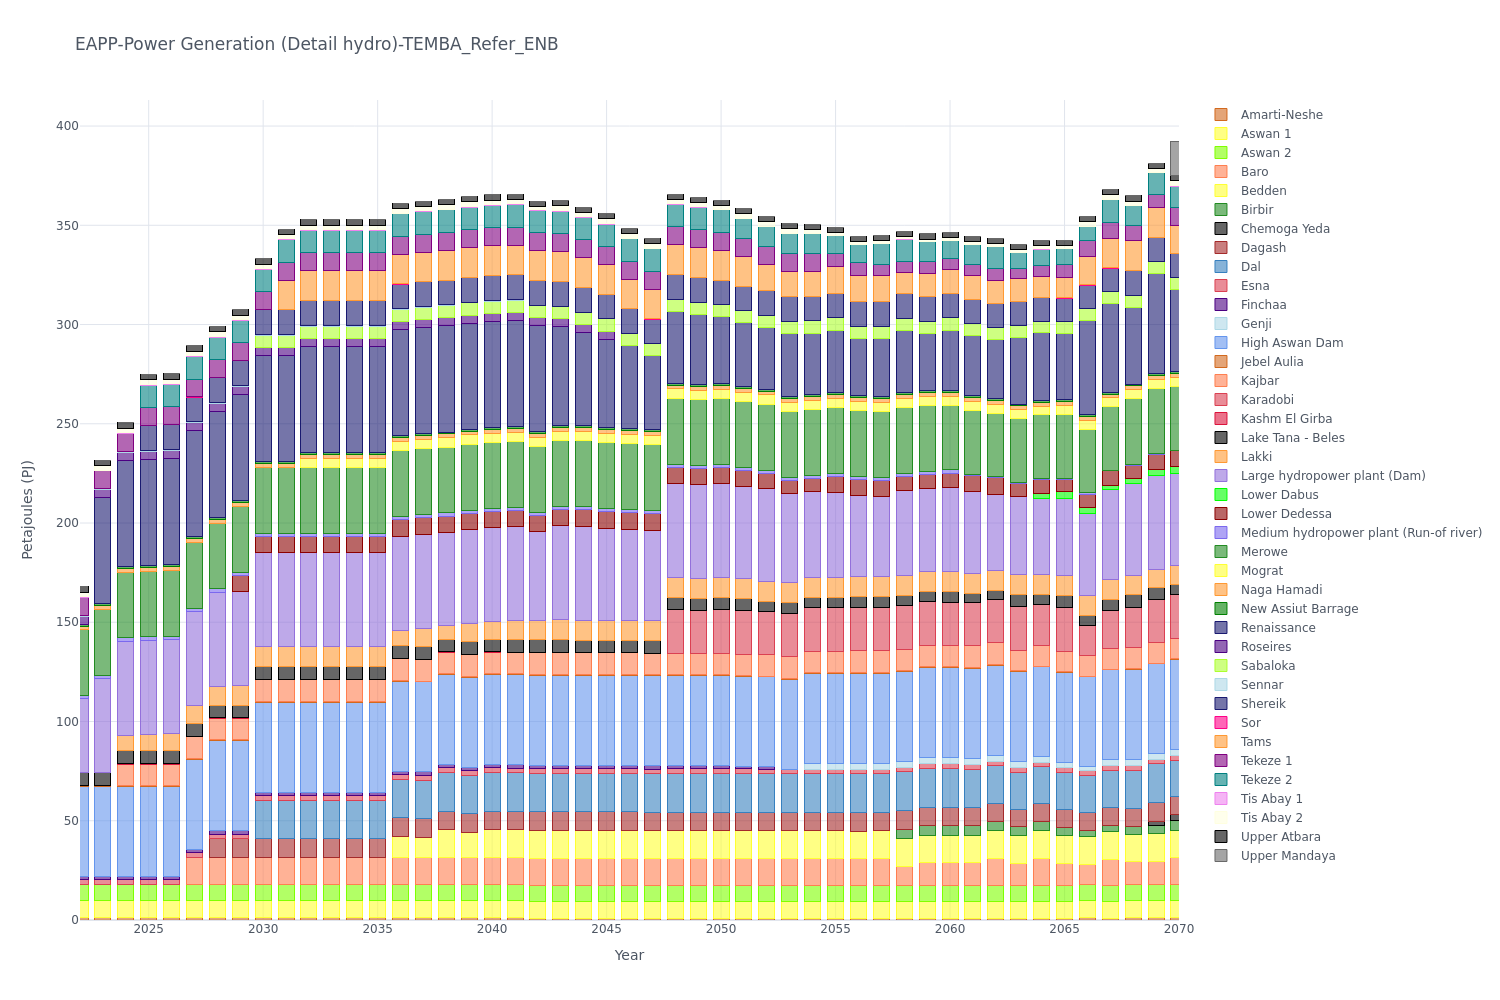 EAPP-Power Generation (Detail hydro)-TEMBA_Refer_ENB
Petajoules (PJ)
400
350
300
250
200
150
100
50
0
2025
2030
2035
2040
2045
2050
2055
2060
2065
2070
Year
Amarti-Neshe
Aswan 1
Aswan 2
Baro
Bedden
Birbir
Chemoga Yeda
Dagash
Dal
Esna
Finchaa
Genji
High Aswan Dam
Jebel Aulia
Kajbar
Karadobi
Kashm El Girba
Lake Tana - Beles
Lakki
Large hydropower plant (Dam)
Lower Dabus
Lower Dedessa
Medium hydropower plant (Run-of river)
Merowe
Mograt
Naga Hamadi
New Assiut Barrage
Renaissance
Roseires
Sabaloka
Sennar
Shereik
Sor
Tams
Tekeze 1
Tekeze 2
Tis Abay 1
Tis Abay 2
Upper Atbara
Upper Mandaya